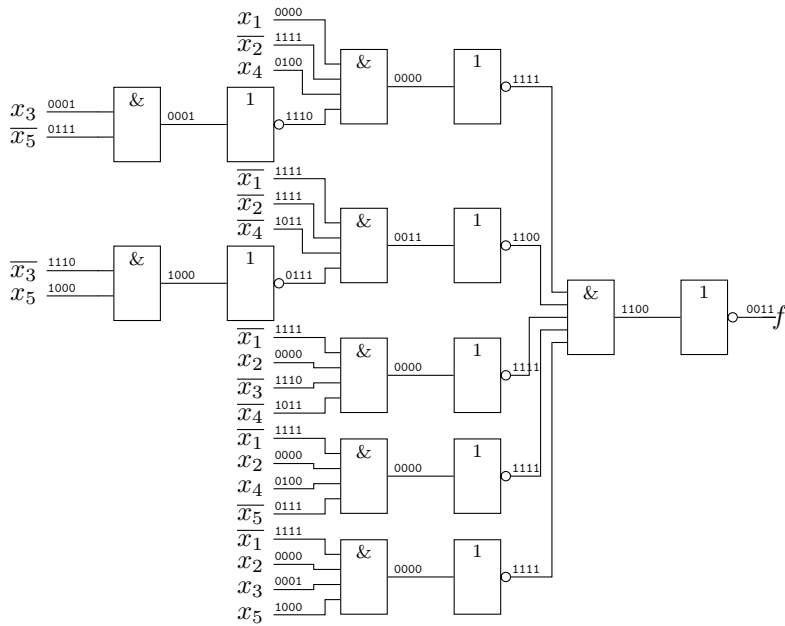 x₁ 0000
x̅₂ 1111
x₄ 0100
& 0000 1 1111
x₃ 0001
x̅₅ 0111
& 0001 1 1110
x̅₁ 1111
x̅₂ 1111
x̅₄ 1011
& 0011 1 1100
x̅₃ 1110
x₅ 1000
& 1000 1 0111
& 1100 1 0011 f
x̅₁ 1111
x₂ 0000
x̅₃ 1110
x̅₄ 1011
& 0000 1 1111
x̅₁ 1111
x₂ 0000
x₄ 0100
x̅₅ 0111
& 0000 1 1111
x̅₁ 1111
x₂ 0000
x₃ 0001
x₅ 1000
& 0000 1 1111